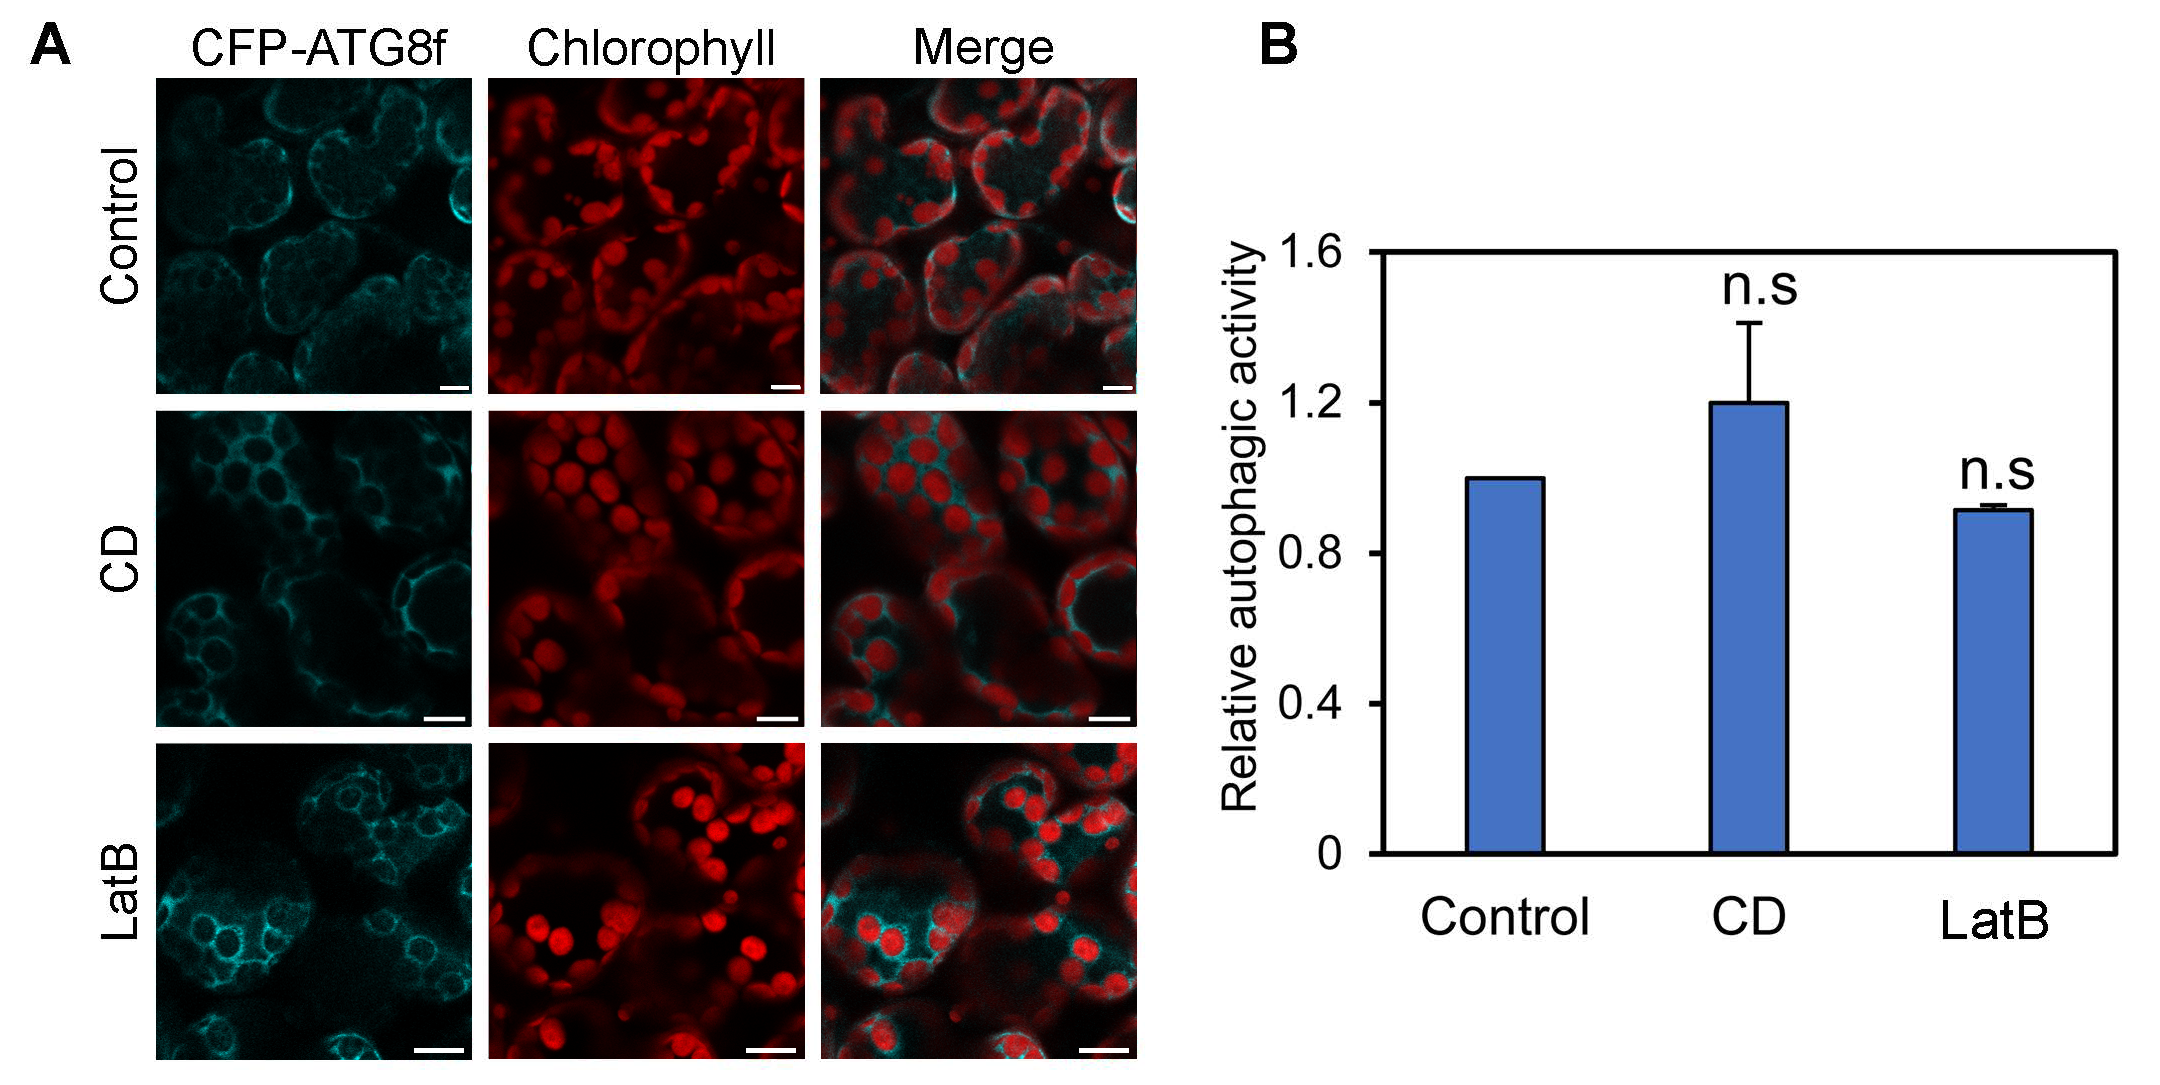 A
CFP-ATG8f
Chlorophyll
Merge
Control
CD
LatB
B
Relative autophagic activity
1.6
1.2
0.8
0.4
0
n.s
n.s
Control
CD
LatB